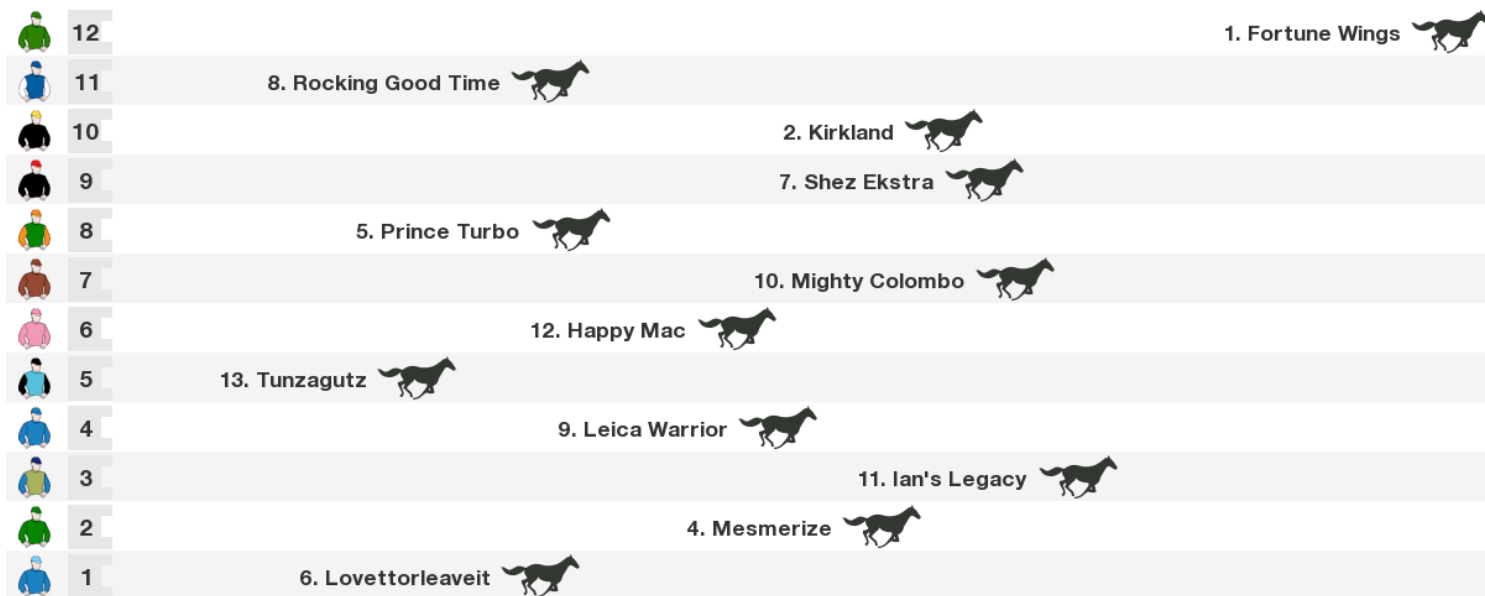 12 1. Fortune Wings
11 8. Rocking Good Time
10 2. Kirkland
9 7. Shez Ekstra
8 5. Prince Turbo
7 10. Mighty Colombo
6 12. Happy Mac
5 13. Tunzagutz
4 9. Leica Warrior
3 11. Ian's Legacy
2 4. Mesmerize
1 6. Lovettorleaveit